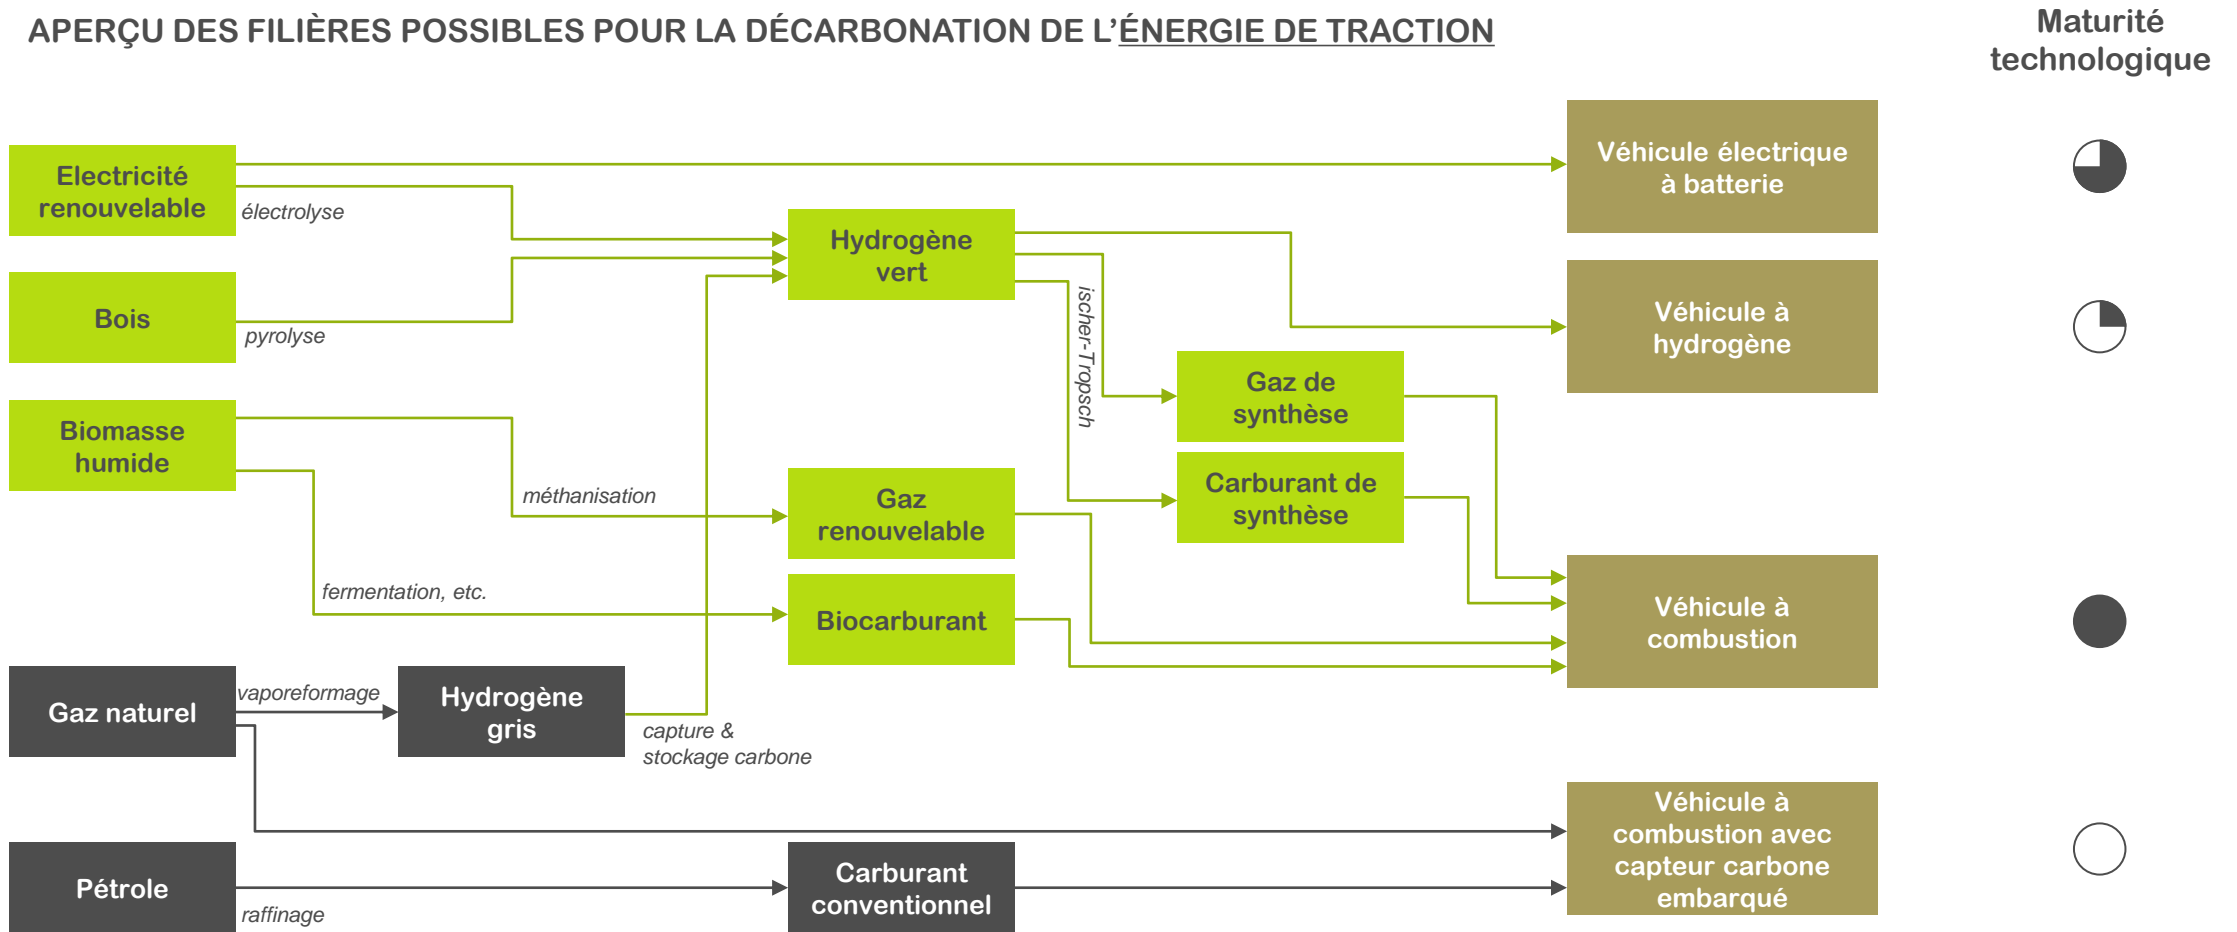 APERÇU DES FILIÈRES POSSIBLES POUR LA DÉCARBONATION DE L'ÉNERGIE DE TRACTION
Maturité
technologique
Electricité
renouvelable
électrolyse
Bois
pyrolyse
Biomasse
humide
méthanisation
fermentation, etc.
Gaz naturel
vaporeformage
Hydrogène
gris
capture &
stockage carbone
Pétrole
raffinage
Hydrogène
vert
ischer-Tropsch
Gaz de
synthèse
Carburant de
synthèse
Gaz
renouvelable
Biocarburant
Carburant
conventionnel
Véhicule électrique
à batterie
Véhicule à
hydrogène
Véhicule à
combustion
Véhicule à
combustion avec
capteur carbone
embarqué